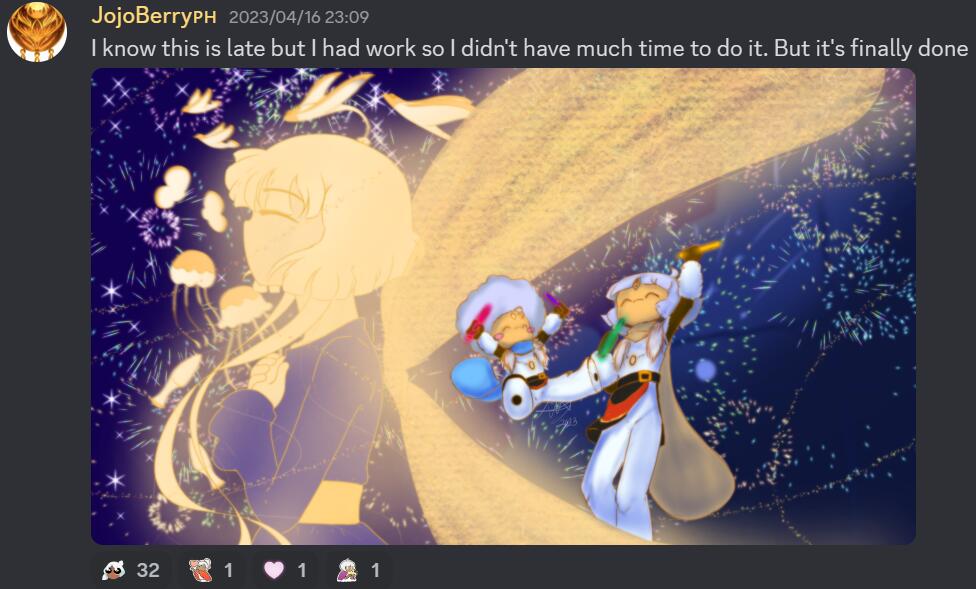 JojoBerryPH 2023/04/16 23:09
I know this is late but I had work so I didn't have much time to do it. But it's finally done
2023
32 1 1 1